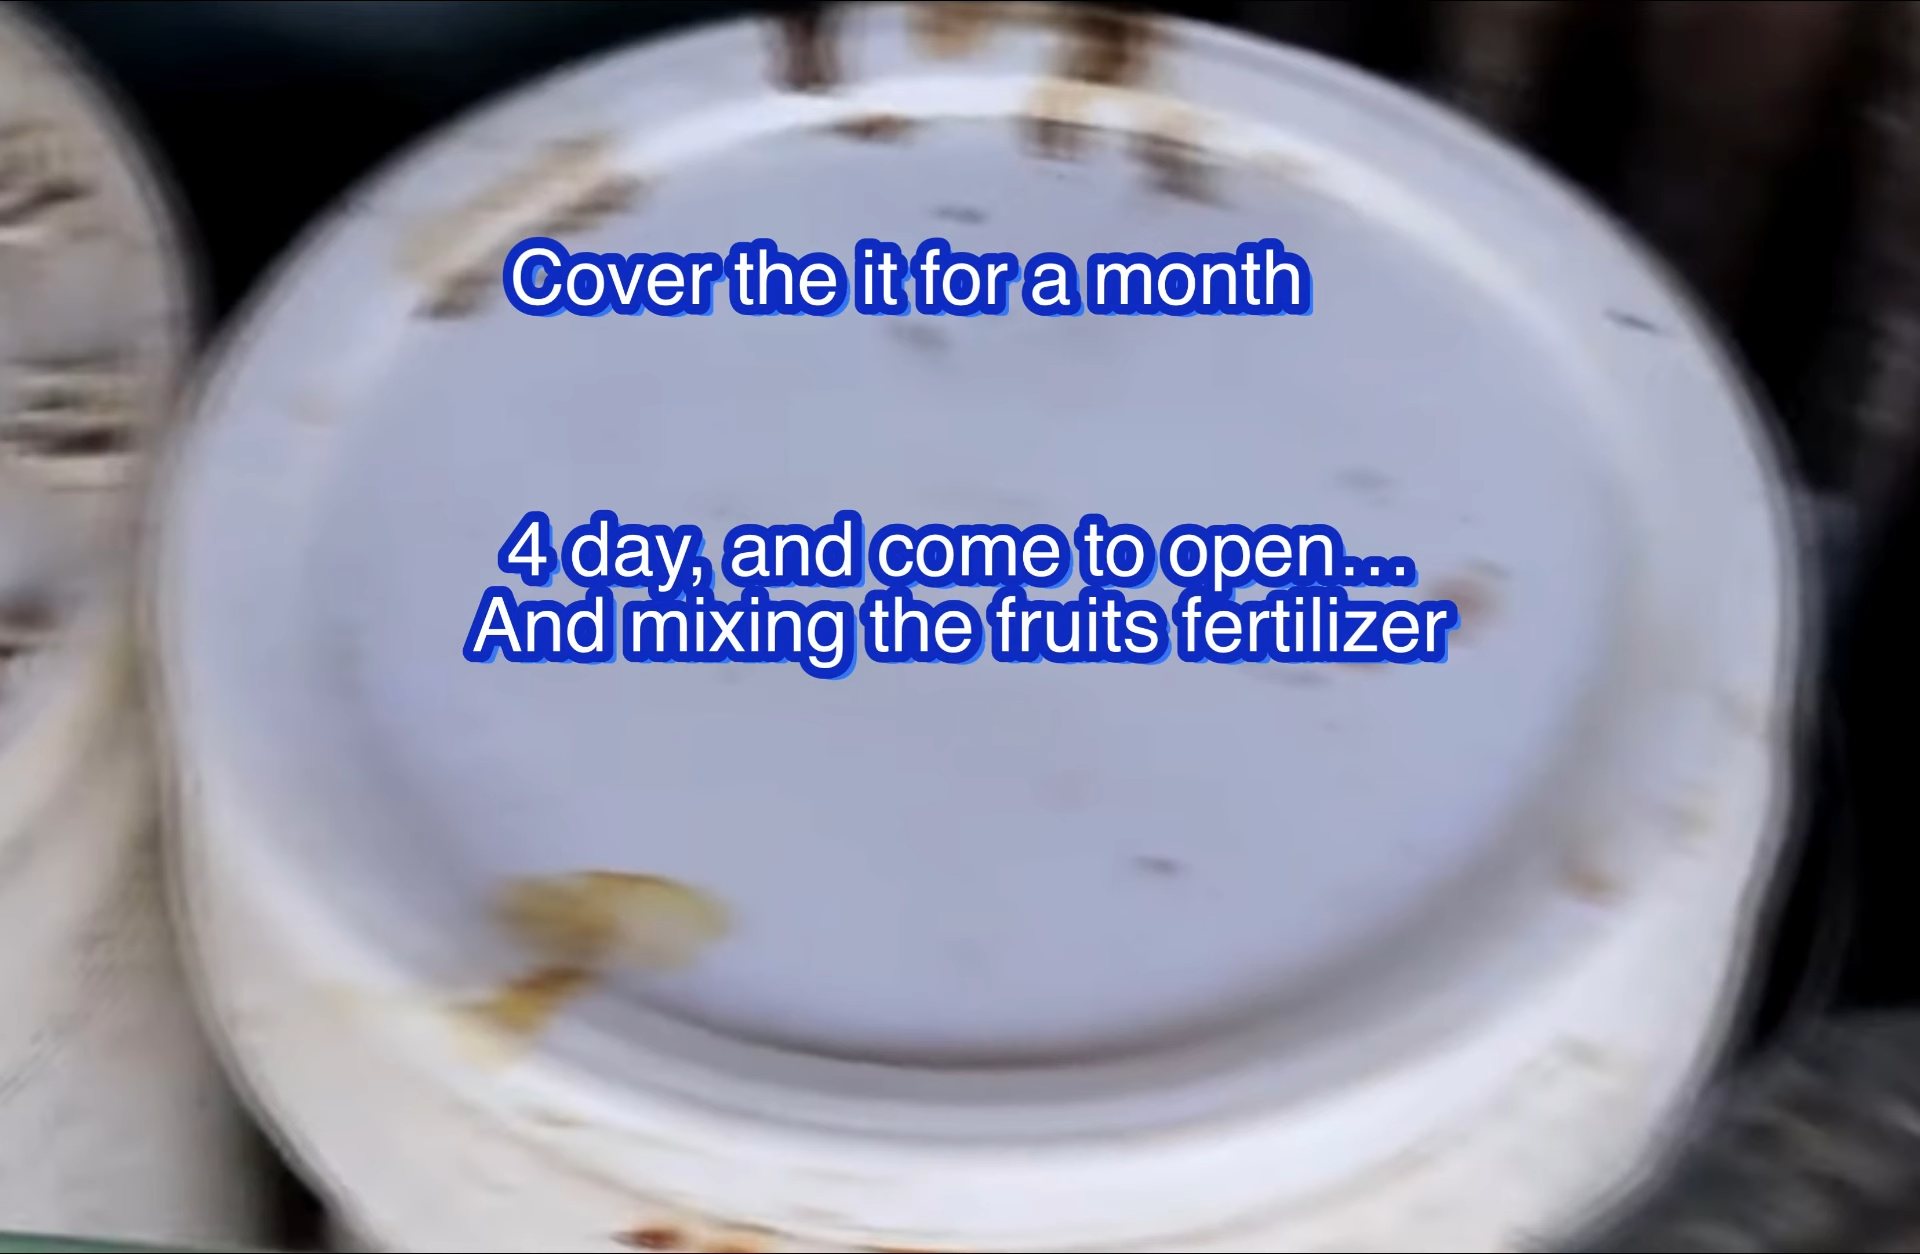 Cover the it for a month
4 day, and come to open...
And mixing the fruits fertilizer